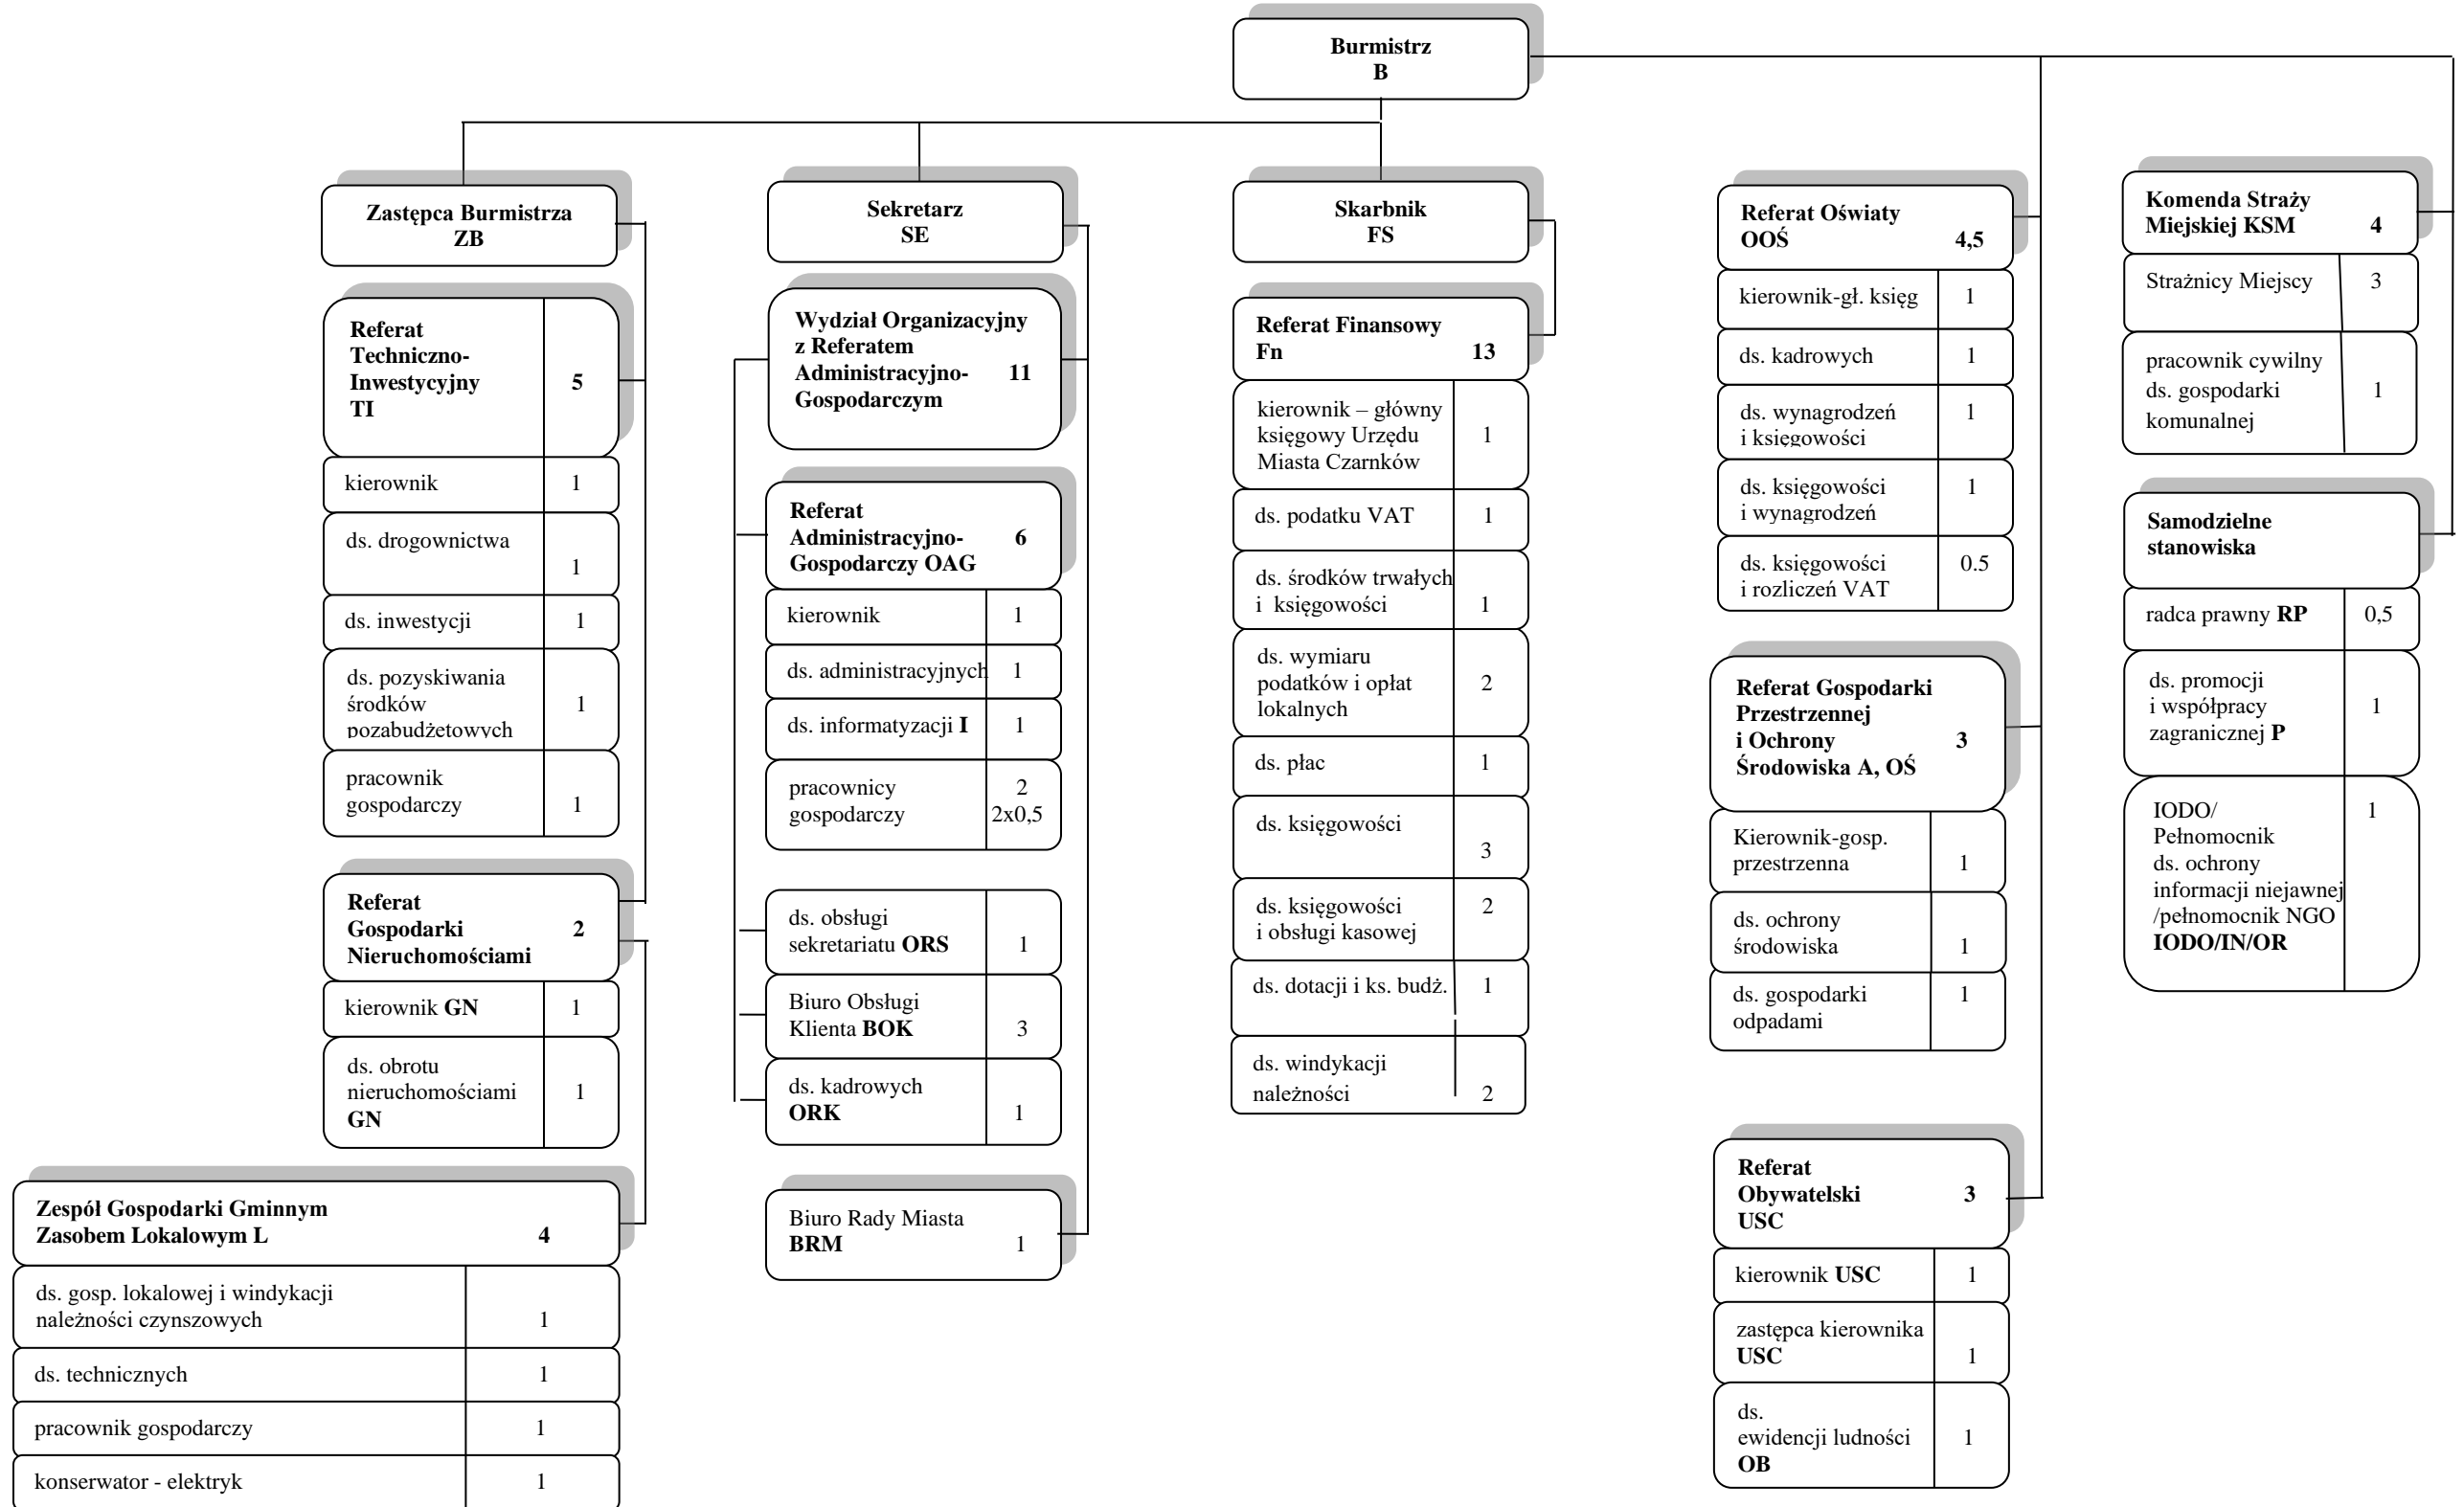 Burmistrz
B
Zastępca Burmistrza
ZB
Referat
Techniczno-
Inwestycyjny 5
TI
kierownik 1
ds. drogownictwa
1
ds. inwestycji 1
ds. pozyskiwania
środków 1
pozabudżetowych
pracownik
gospodarczy 1
Referat
Gospodarki 2
Nieruchomościami
kierownik GN 1
ds. obrotu
nieruchomościami 1
GN
Zespół Gospodarki Gminnym
Zasobem Lokalowym L 4
ds. gosp. lokalowej i windykacji
należności czynszowych 1
ds. technicznych 1
pracownik gospodarczy 1
konserwator - elektryk 1
Sekretarz
SE
Wydział Organizacyjny
z Referatem
Administracyjno- 11
Gospodarczym
Referat
Administracyjno- 6
Gospodarczy OAG
kierownik 1
ds. administracyjnych 1
ds. informatyzacji I 1
pracownicy 2
gospodarczy 2x0,5
ds. obsługi
sekretariatu ORS 1
Biuro Obsługi
Klienta BOK 3
ds. kadrowych
ORK 1
Biuro Rady Miasta
BRM 1
Skarbnik
FS
Referat Finansowy
Fn 13
kierownik – główny
księgowy Urzędu 1
Miasta Czarnków
ds. podatku VAT 1
ds. środków trwałych
i księgowości 1
ds. wymiaru
podatków i opłat 2
lokalnych
ds. płac 1
ds. księgowości
3
ds. księgowości 2
i obsługi kasowej
ds. dotacji i ks. budż. 1
ds. windykacji
należności 2
Referat Oświaty
OOŚ 4,5
kierownik-gł. księg 1
ds. kadrowych 1
ds. wynagrodzeń 1
i księgowości
ds. księgowości 1
i wynagrodzeń
ds. księgowości 0.5
i rozliczeń VAT
Referat Gospodarki
Przestrzennej
i Ochrony 3
Środowiska A, OŚ
Kierownik-gosp.
przestrzenna 1
ds. ochrony
środowiska 1
ds. gospodarki 1
odpadami
Referat
Obywatelski 3
USC
kierownik USC 1
zastępca kierownika
USC 1
ds.
ewidencji ludności 1
OB
Komenda Straży
Miejskiej KSM 4
Strażnicy Miejscy 3
pracownik cywilny
ds. gospodarki 1
komunalnej
Samodzielne
stanowiska
radca prawny RP 0,5
ds. promocji
i współpracy 1
zagranicznej P
IODO/ 1
Pełnomocnik
ds. ochrony
informacji niejawnej
/pełnomocnik NGO
IODO/IN/OR